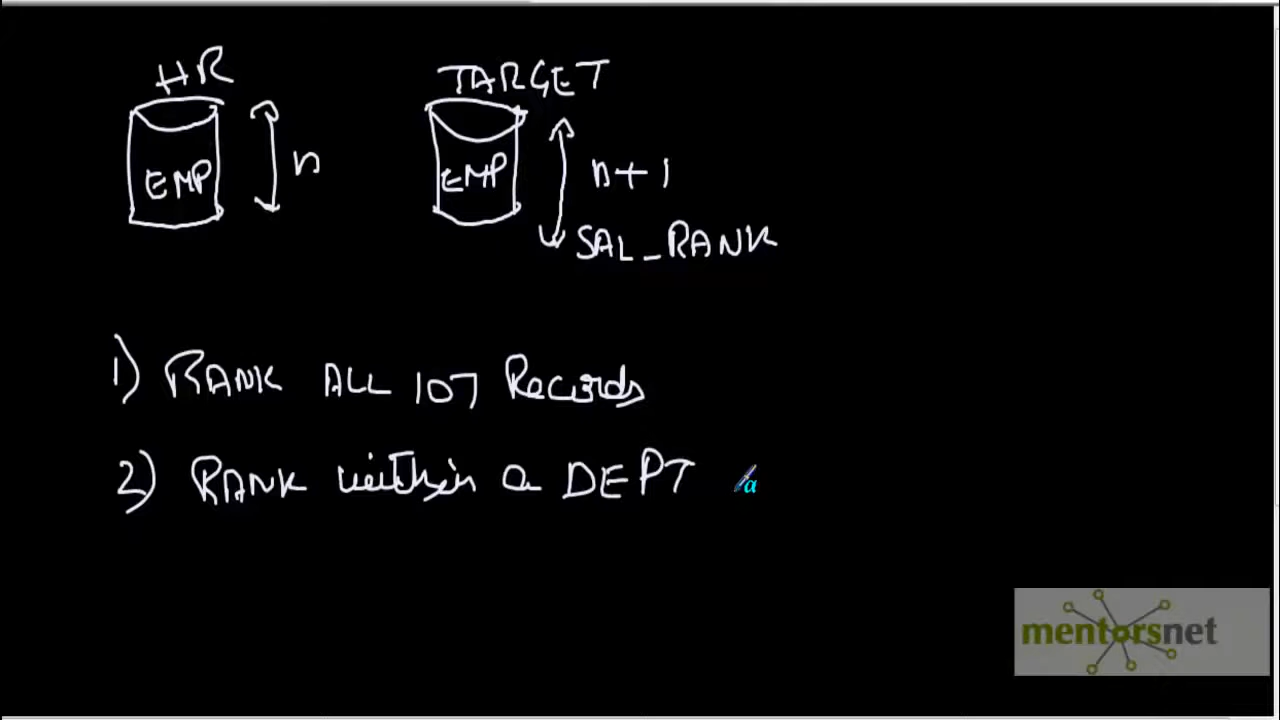 HR
TARGET
EMP
n
EMP
n+1
SAL_RANK
1) RANK ALL 107 Records
2) RANK within a DEPT
a
mentorsnet